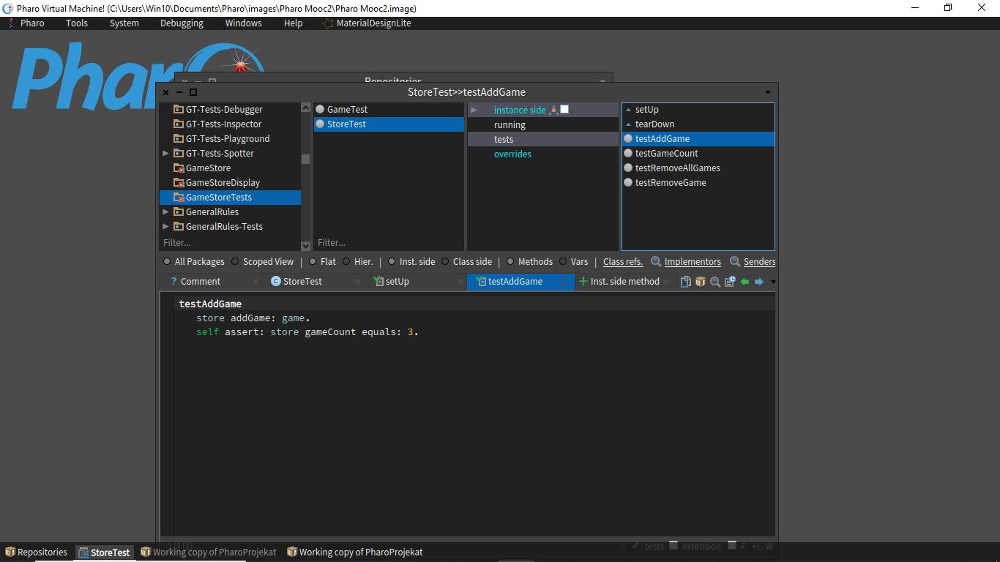 Pharo Virtual Machine! (C:\Users\Win10\Documents\Pharo\images\Pharo Mooc2\Pharo Mooc2.image)
Pharo Tools System Debugging Windows Help MaterialDesignLite
Pharo
Repositories
StoreTest>>testAddGame
GT-Tests-Debugger
GT-Tests-Inspector
GT-Tests-Playground
GT-Tests-Spotter
GameStore
GameStoreDisplay
GameStoreTests
GeneralRules
GeneralRules-Tests
Filter...
GameTest
StoreTest
Filter...
instance side
running
tests
overrides
setUp
tearDown
testAddGame
testGameCount
testRemoveAllGames
testRemoveGame
All Packages Scoped View | Flat Hier. | Inst. side Class side | Methods Vars | Class refs. Implementors Senders
? Comment StoreTest setUp testAddGame Inst. side method
testAddGame
store addGame: game.
self assert: store gameCount equals: 3.
1/3 [1] tests extension F +L W
Repositories StoreTest Working copy of PharoProjekat Working copy of PharoProjekat